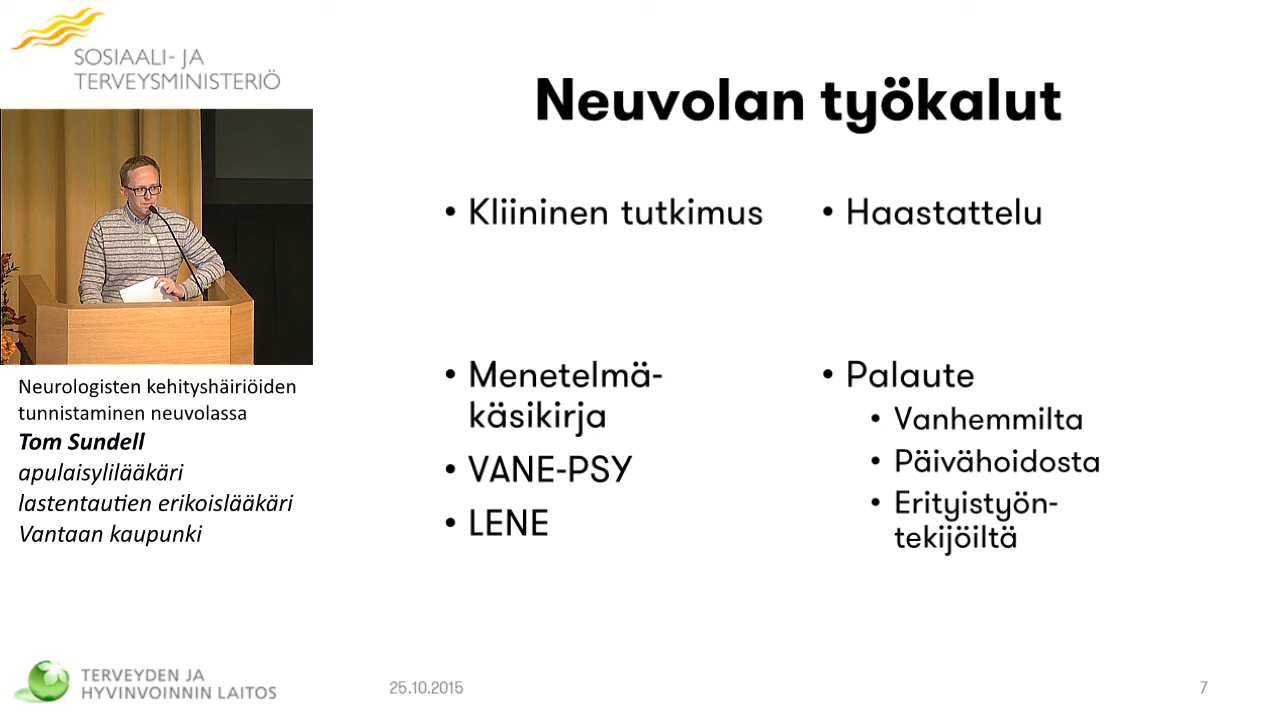 SOSIAALI- JA
TERVEYSMINISTERIÖ
Neurologisten kehityshäiriöiden
tunnistaminen neuvolassa
Tom Sundell
apulaisylilääkäri
lastentautien erikoislääkäri
Vantaan kaupunki
TERVEYDEN JA
HYVINVOINNIN LAITOS
Neuvolan työkalut
• Kliininen tutkimus
• Menetelmä-
käsikirja
• VANE-PSY
• LENE
• Haastattelu
• Palaute
• Vanhemmilta
• Päivähoidosta
• Erityistyön-
tekijöiltä
25.10.2015
7